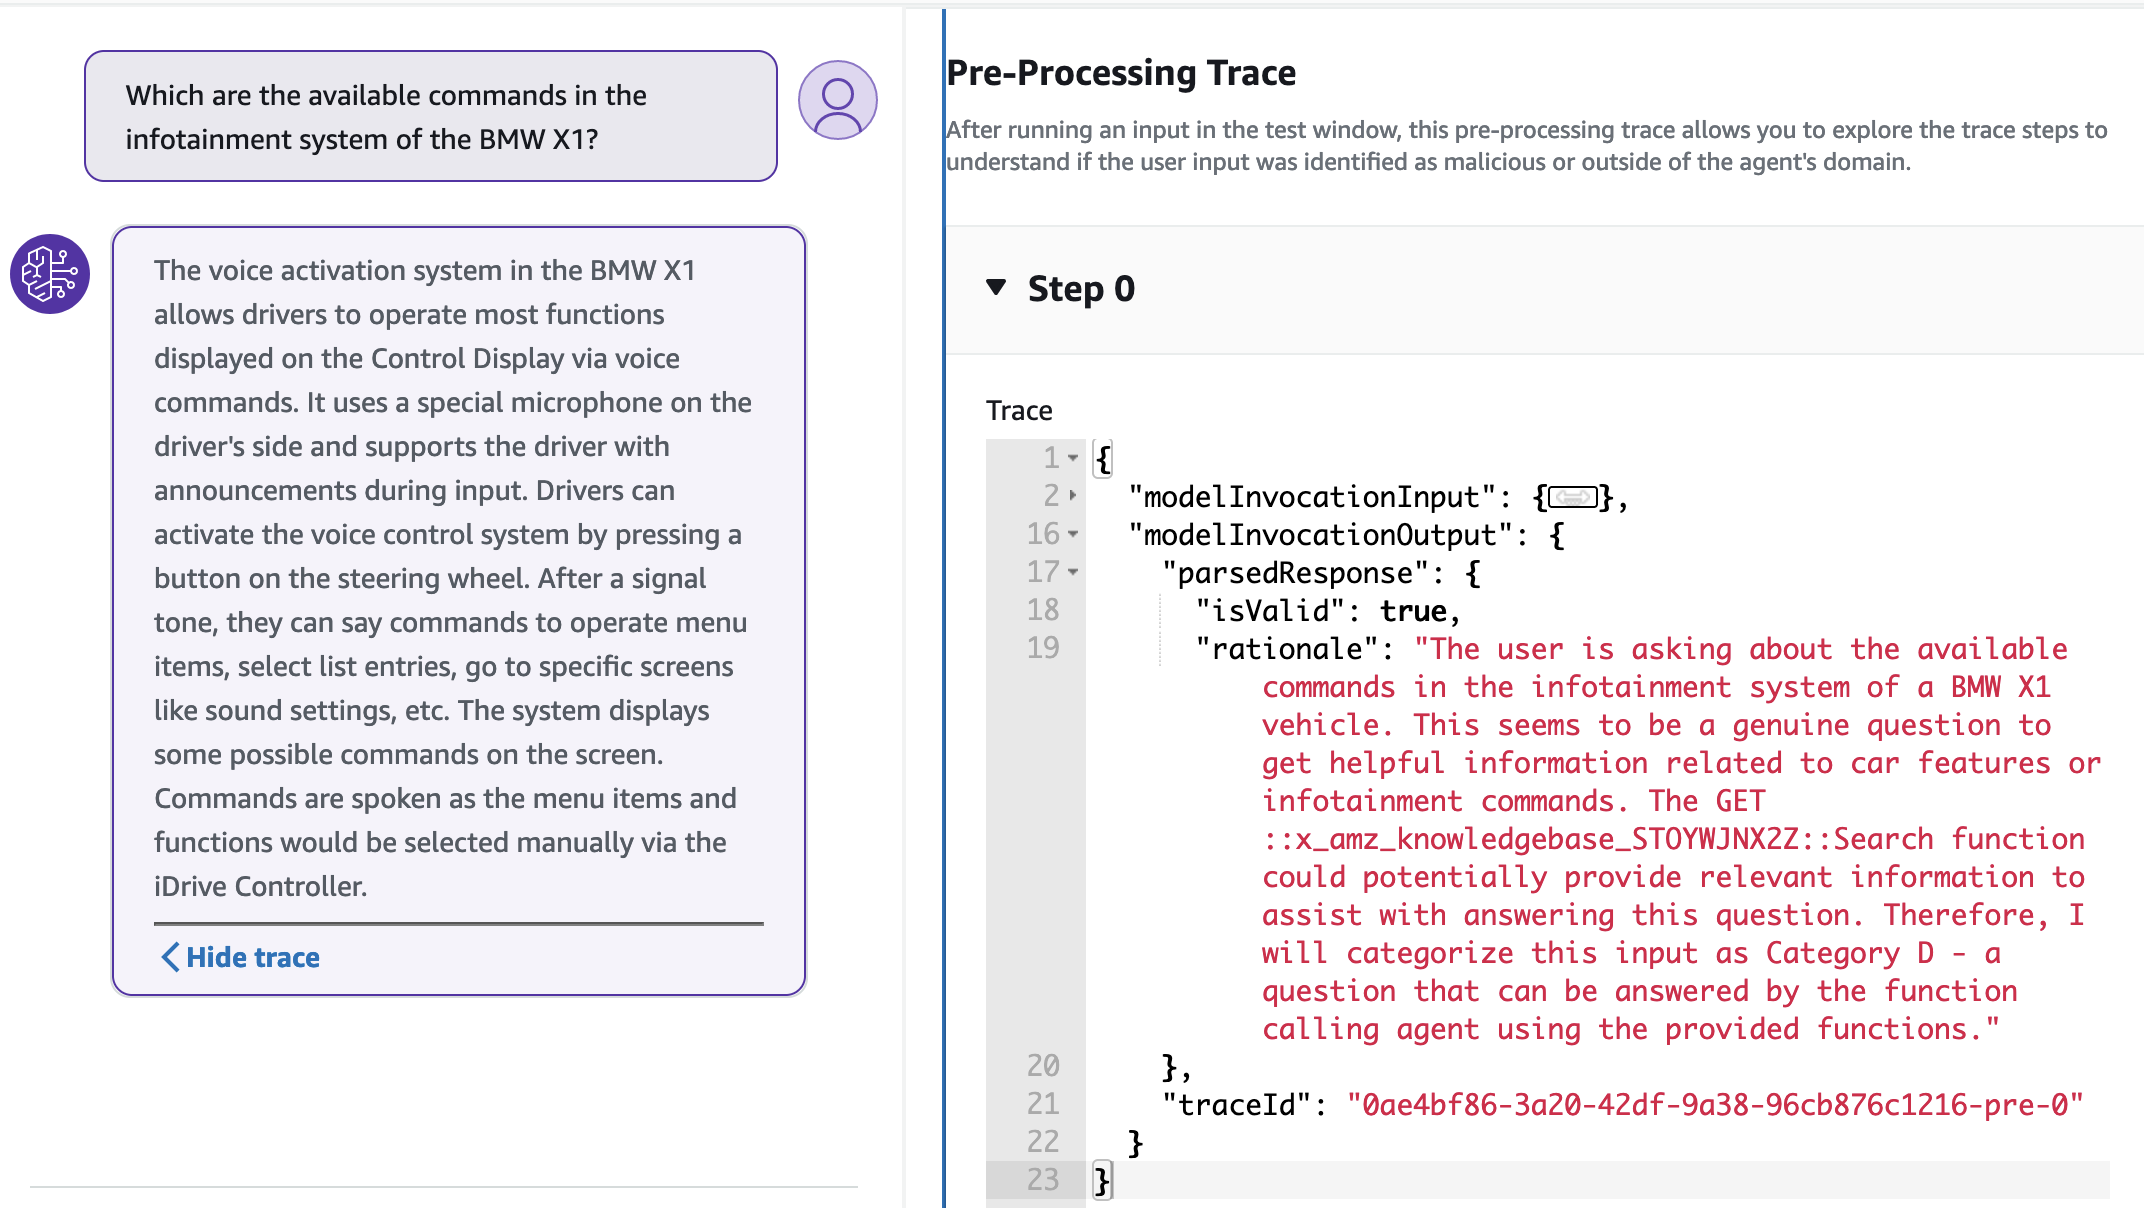 Which are the available commands in the
infotainment system of the BMW X1?
The voice activation system in the BMW X1
allows drivers to operate most functions
displayed on the Control Display via voice
commands. It uses a special microphone on the
driver's side and supports the driver with
announcements during input. Drivers can
activate the voice control system by pressing a
button on the steering wheel. After a signal
tone, they can say commands to operate menu
items, select list entries, go to specific screens
like sound settings, etc. The system displays
some possible commands on the screen.
Commands are spoken as the menu items and
functions would be selected manually via the
iDrive Controller.
Hide trace
Pre-Processing Trace
After running an input in the test window, this pre-processing trace allows you to explore the trace steps to
understand if the user input was identified as malicious or outside of the agent's domain.
Step 0
Trace
1 {
2 "modelInvocationInput": {},
16 "modelInvocationOutput": {
17 "parsedResponse": {
18 "isValid": true,
19 "rationale": "The user is asking about the available
commands in the infotainment system of a BMW X1
vehicle. This seems to be a genuine question to
get helpful information related to car features or
infotainment commands. The GET
::x_amz_knowledgebase_STOYWJNX2Z::Search function
could potentially provide relevant information to
assist with answering this question. Therefore, I
will categorize this input as Category D - a
question that can be answered by the function
calling agent using the provided functions."
20 },
21 "traceId": "0ae4bf86-3a20-42df-9a38-96cb876c1216-pre-0"
22 }
23 }